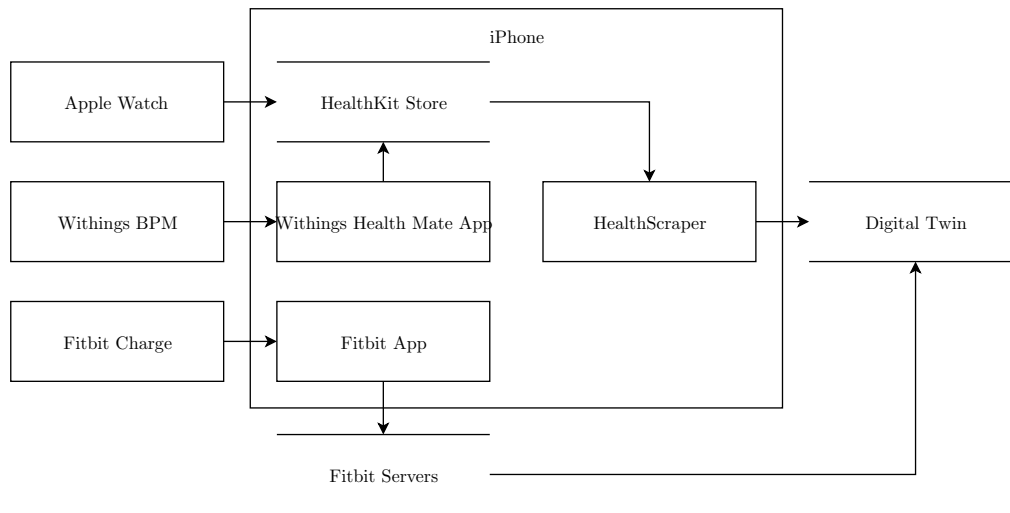 iPhone
Apple Watch
HealthKit Store
Withings BPM
Withings Health Mate App
HealthScraper
Digital Twin
Fitbit Charge
Fitbit App
Fitbit Servers